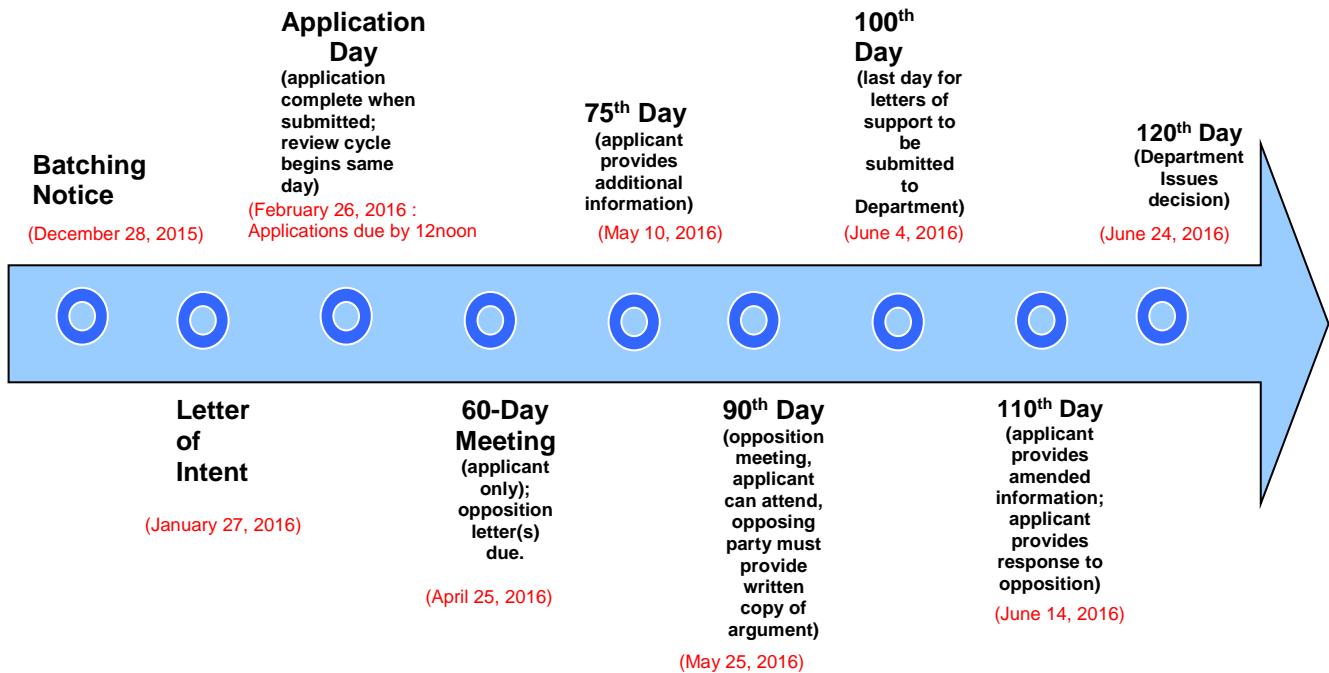 Batching
Notice
(December 28, 2015)
Application
Day
(application
complete when
submitted;
review cycle
begins same
day)
(February 26, 2016 :
Applications due by 12noon
75th Day
(applicant
provides
additional
information)
(May 10, 2016)
100th
Day
(last day for
letters of
support to
be
submitted
to
Department)
(June 4, 2016)
120th Day
(Department
Issues
decision)
(June 24, 2016)
Letter
of
Intent
(January 27, 2016)
60-Day
Meeting
(applicant
only);
opposition
letter(s)
due.
(April 25, 2016)
90th Day
(opposition
meeting,
applicant
can attend,
opposing
party must
provide
written
copy of
argument)
(May 25, 2016)
110th Day
(applicant
provides
amended
information;
applicant
provides
response to
opposition)
(June 14, 2016)